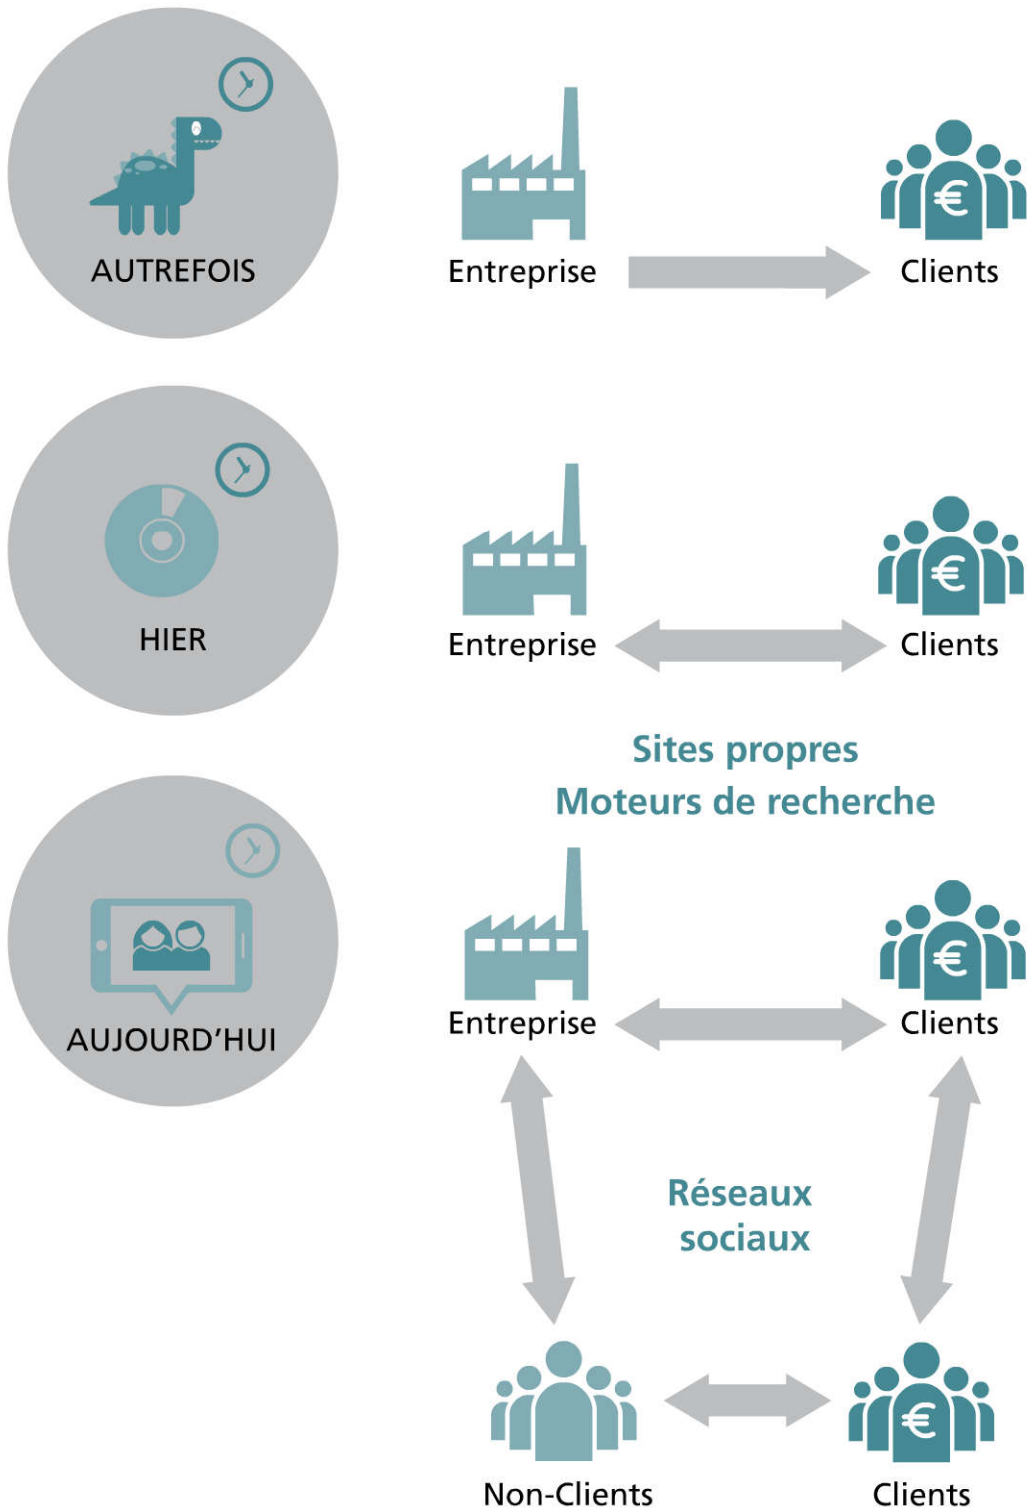 AUTREFOIS
Entreprise
Clients
€
HIER
Entreprise
Clients
€
Sites propres
Moteurs de recherche
AUJOURD'HUI
Entreprise
Clients
€
Réseaux
sociaux
€
Non-Clients
Clients